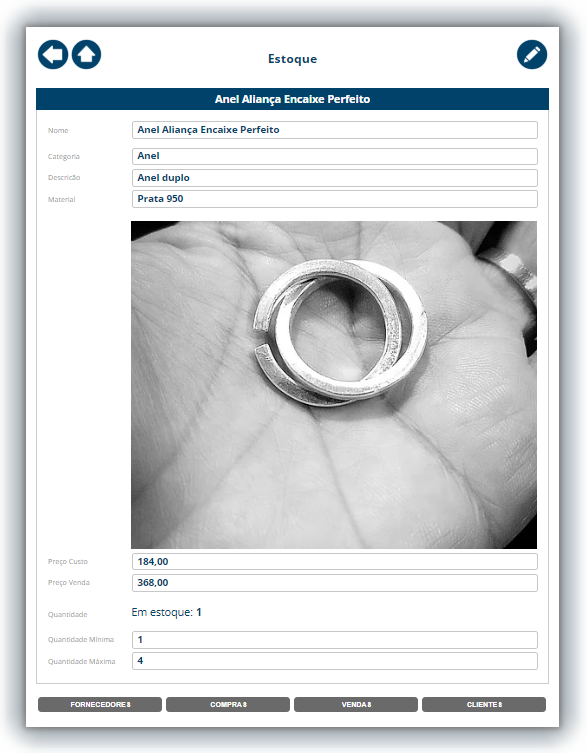 Estoque
Anel Aliança Encaixe Perfeito
Nome Anel Aliança Encaixe Perfeito
Categoria Anel
Descricão Anel duplo
Material Prata 950
Preço Custo 184,00
Preço Venda 368,00
Quantidade Em estoque: 1
Quantidade Mínima 1
Quantidade Máxima 4
FORNECEDORES COMPRAS VENDAS CLIENTES